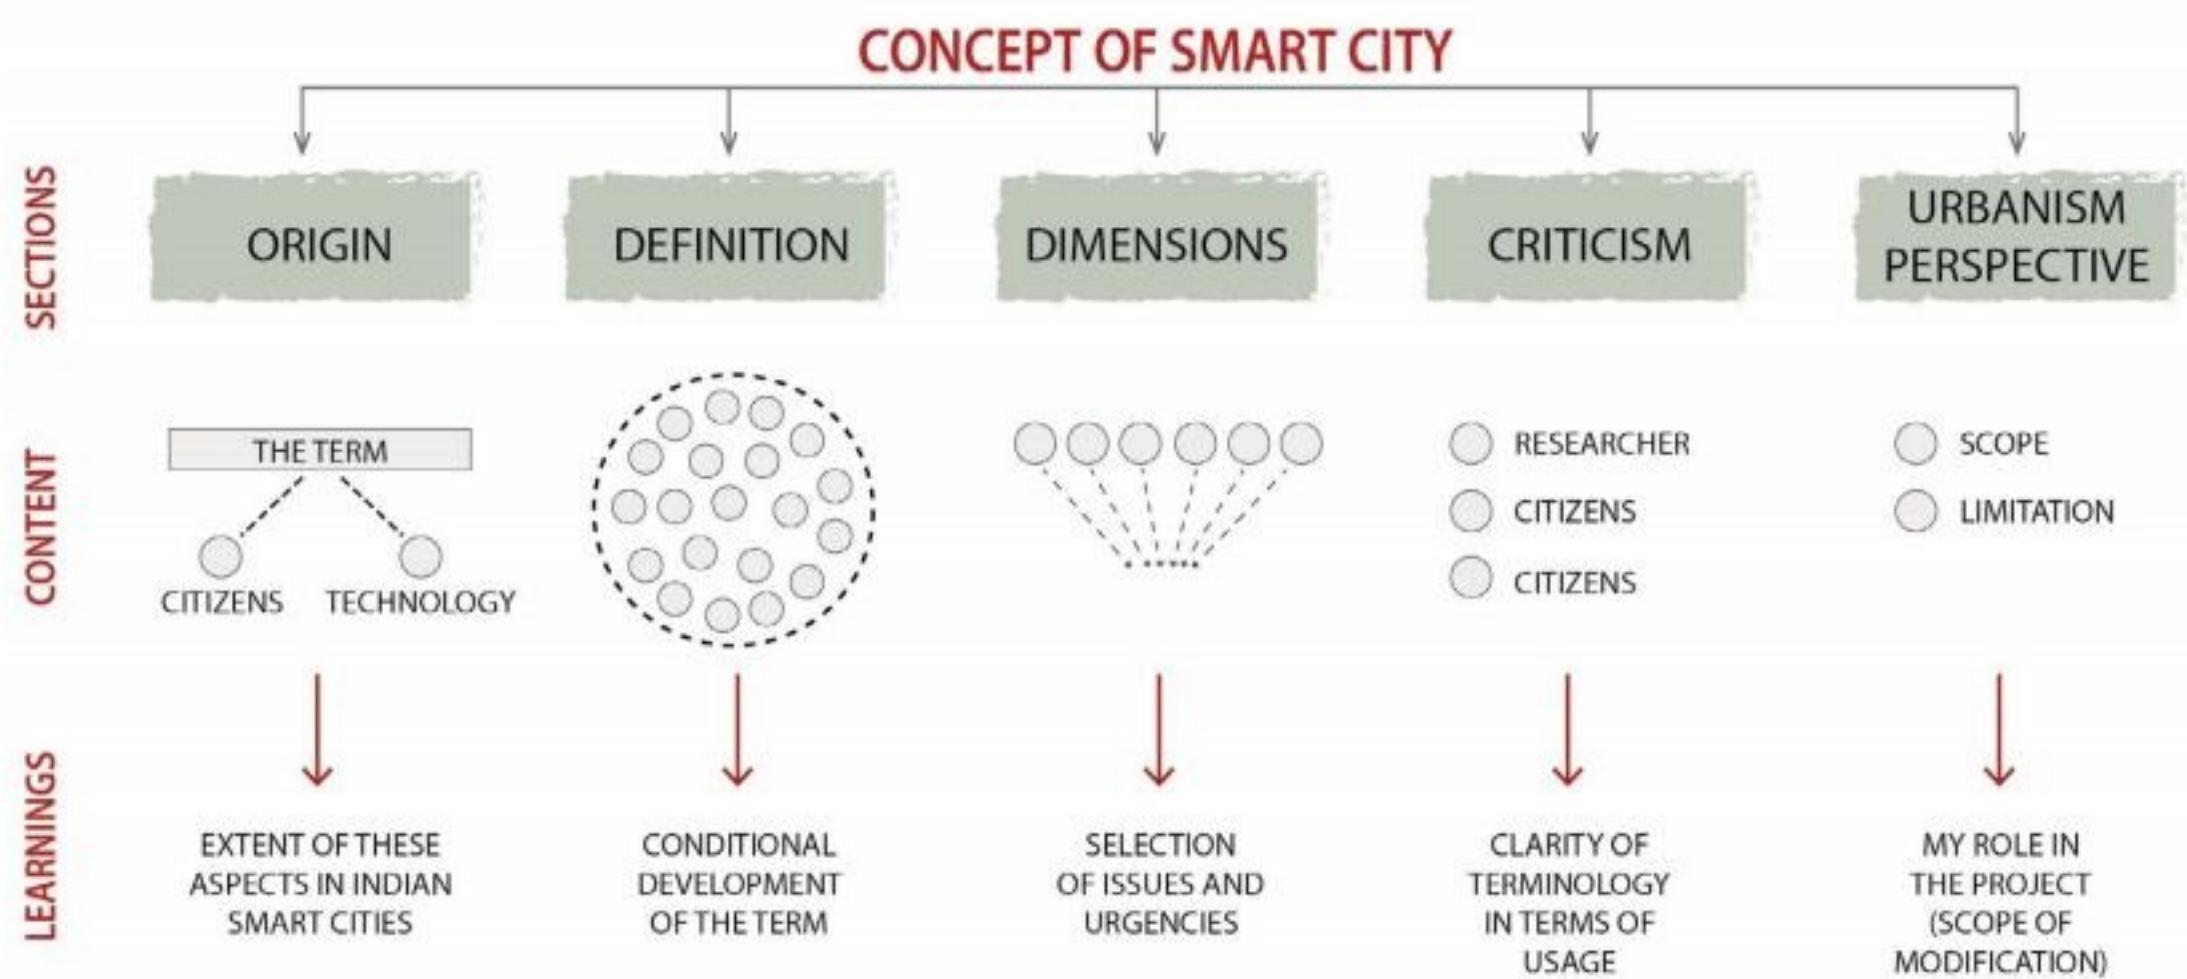 CONCEPT OF SMART CITY
SECTIONS
ORIGIN
DEFINITION
DIMENSIONS
CRITICISM
URBANISM
PERSPECTIVE
CONTENT
THE TERM
CITIZENS
TECHNOLOGY
RESEARCHER
CITIZENS
CITIZENS
SCOPE
LIMITATION
LEARNINGS
EXTENT OF THESE
ASPECTS IN INDIAN
SMART CITIES
CONDITIONAL
DEVELOPMENT
OF THE TERM
SELECTION
OF ISSUES AND
URGENCIES
CLARITY OF
TERMINOLOGY
IN TERMS OF
USAGE
MY ROLE IN
THE PROJECT
(SCOPE OF
MODIFICATION)